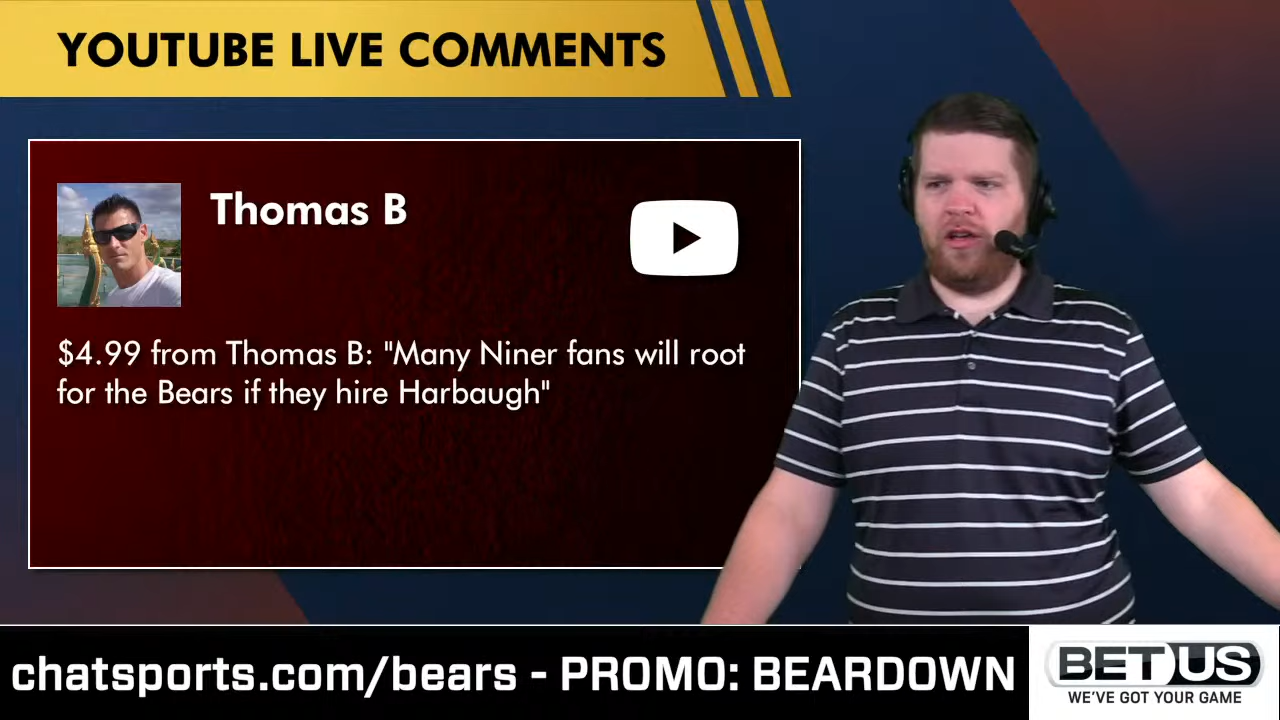 YOUTUBE LIVE COMMENTS
Thomas B
$4.99 from Thomas B: "Many Niner fans will root
for the Bears if they hire Harbaugh"
chatsports.com/bears - PROMO: BEARDOWN
BETUS
WE'VE GOT YOUR GAME